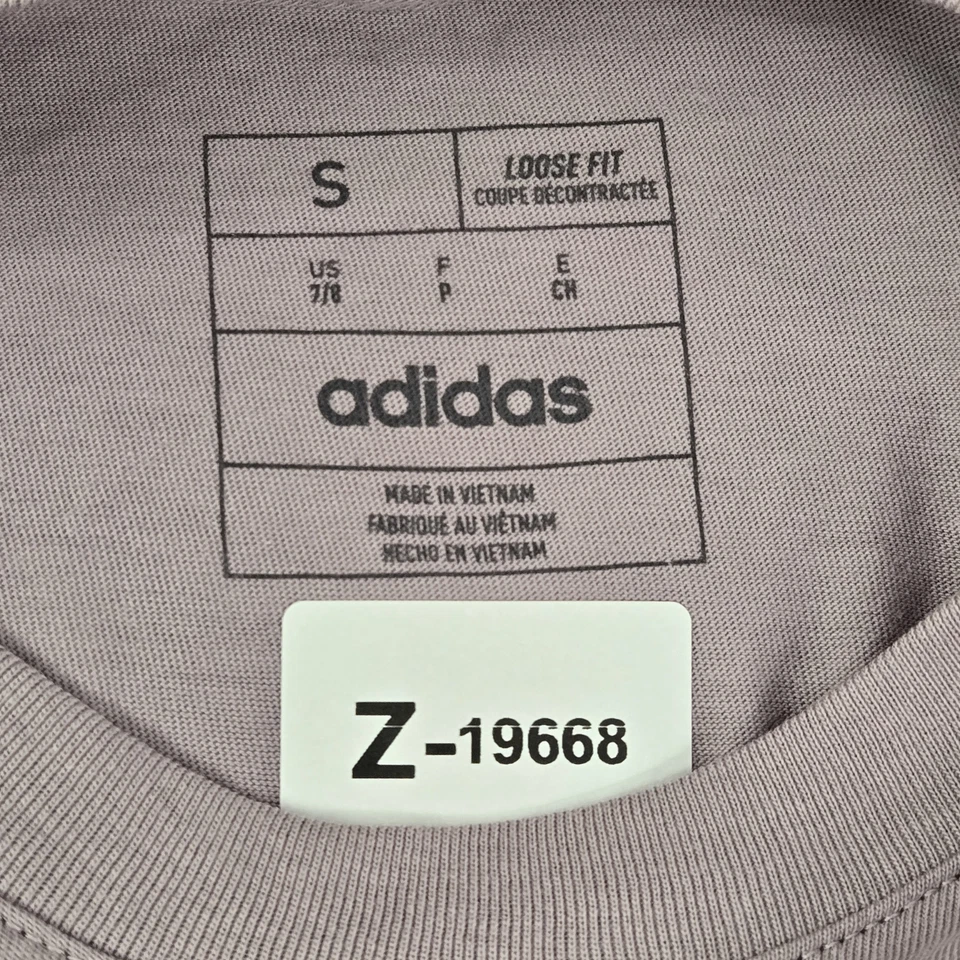 S
LOOSE FIT
COUPE DÉCONTRACTÉE
US F E
7/8 P CH
adidas
MADE IN VIETNAM
FABRIQUÉ AU VIÊTNAM
HECHO EN VIETNAM
Z-19668